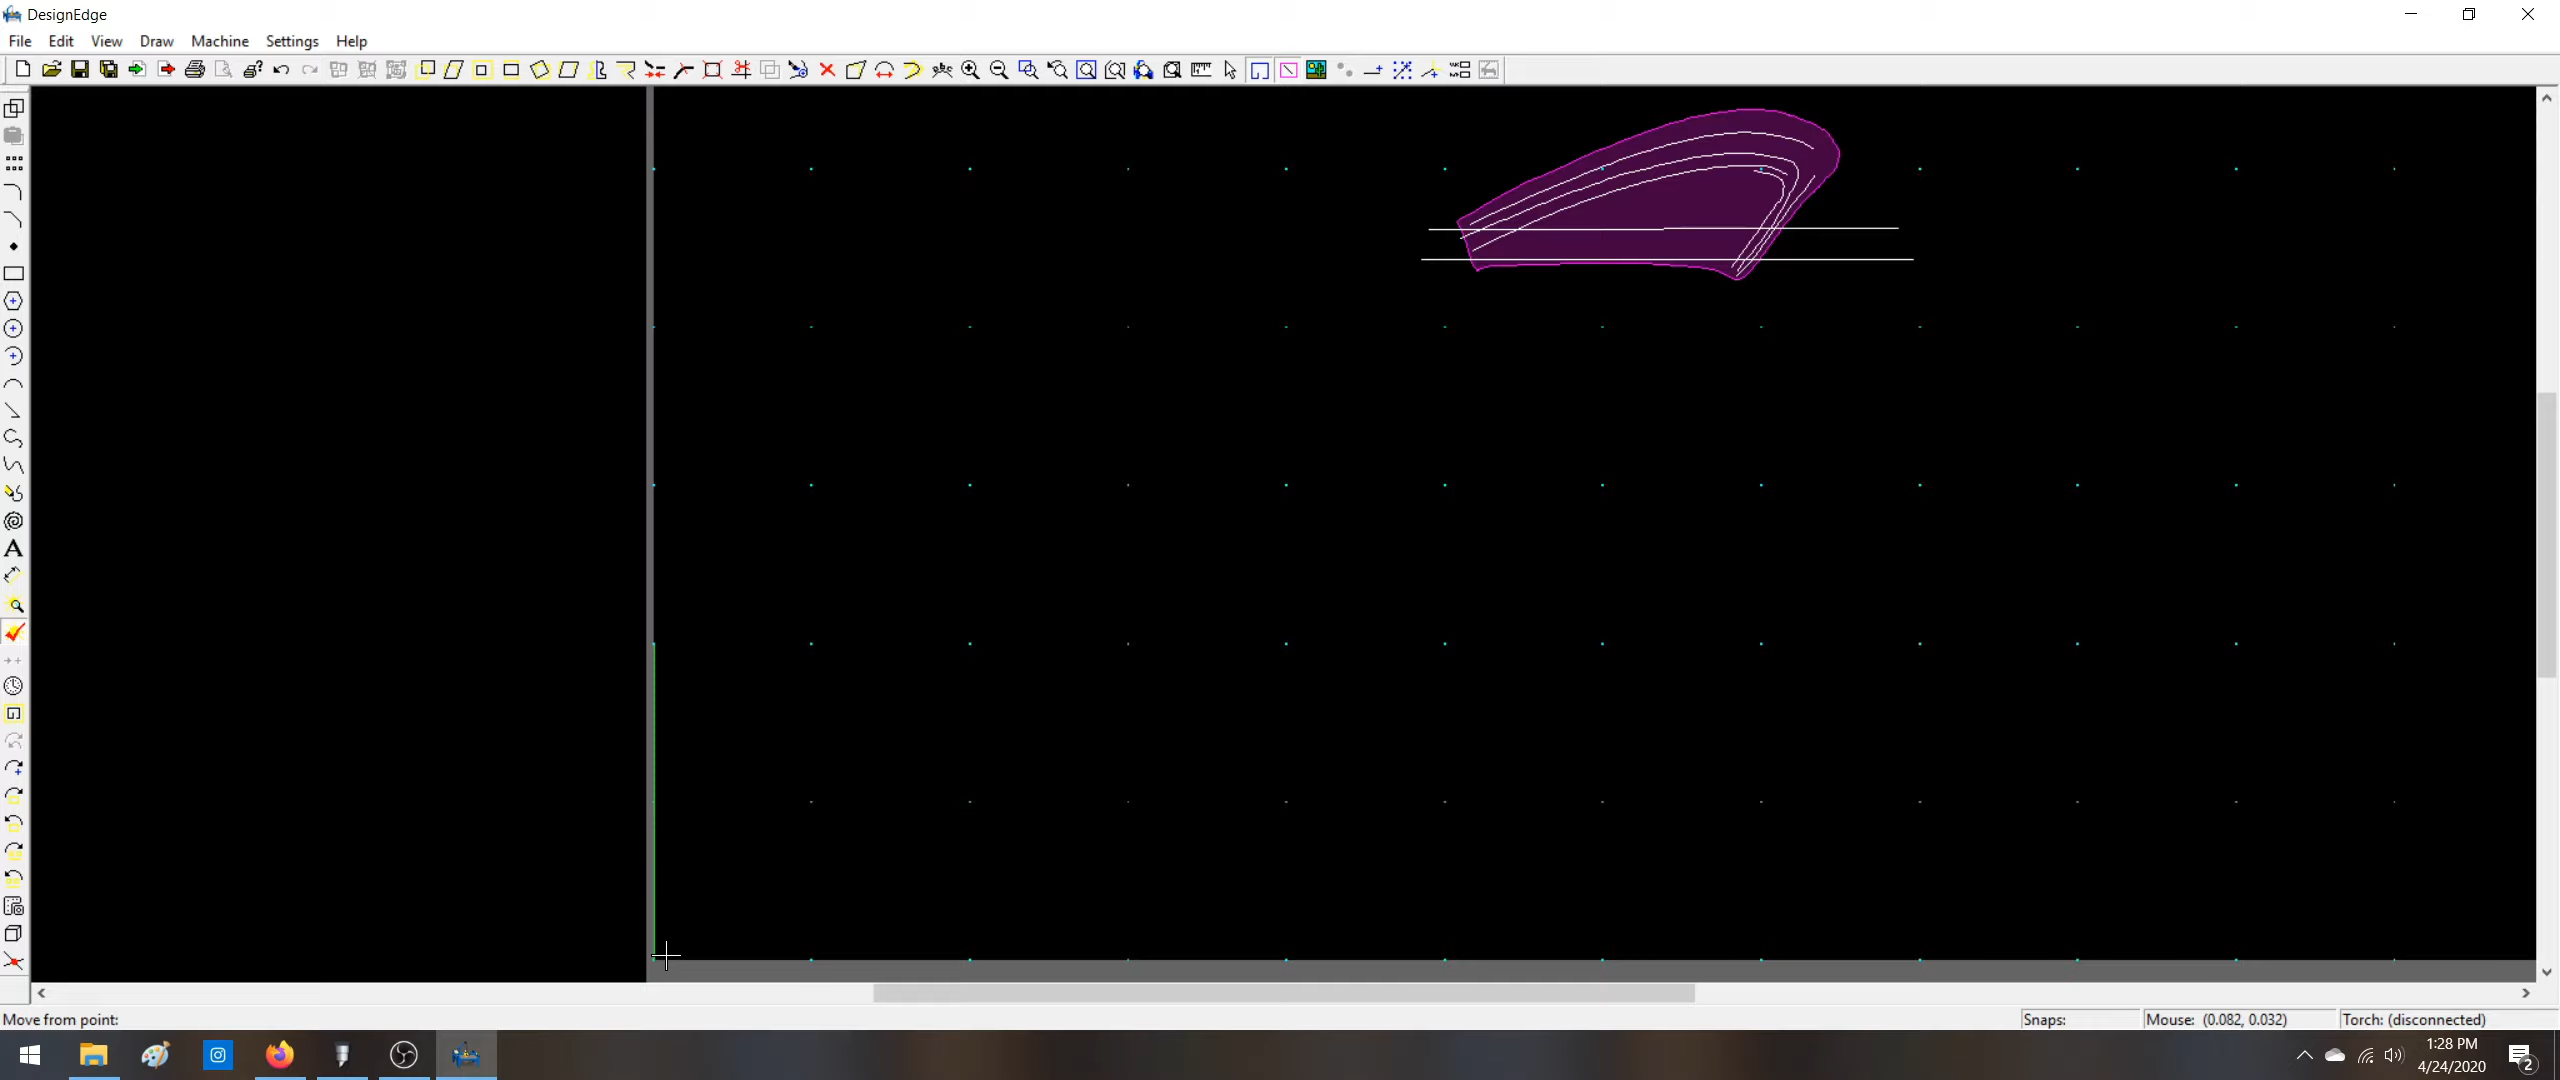 DesignEdge
File Edit View Draw Machine Settings Help
A
Move from point:
Snaps:
Mouse: (0.082, 0.032)
Torch: (disconnected)
1:28 PM
4/24/2020
2